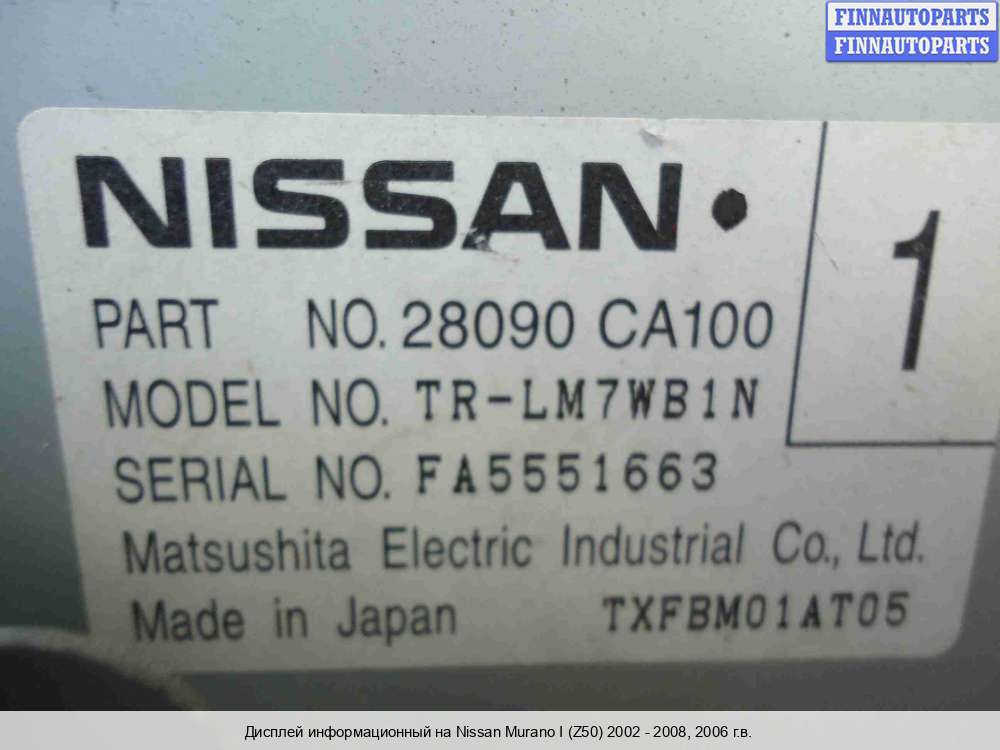 FINNAUTOPARTS
FINNAUTOPARTS
NISSAN
1
PART NO. 28090 CA100
MODEL NO. TR-LM7WB1N
SERIAL NO. FA5551663
Matsushita Electric Industrial Co., Ltd.
Made in Japan TXFBM01AT05
Дисплей информационный на Nissan Murano I (Z50) 2002 - 2008, 2006 г.в.